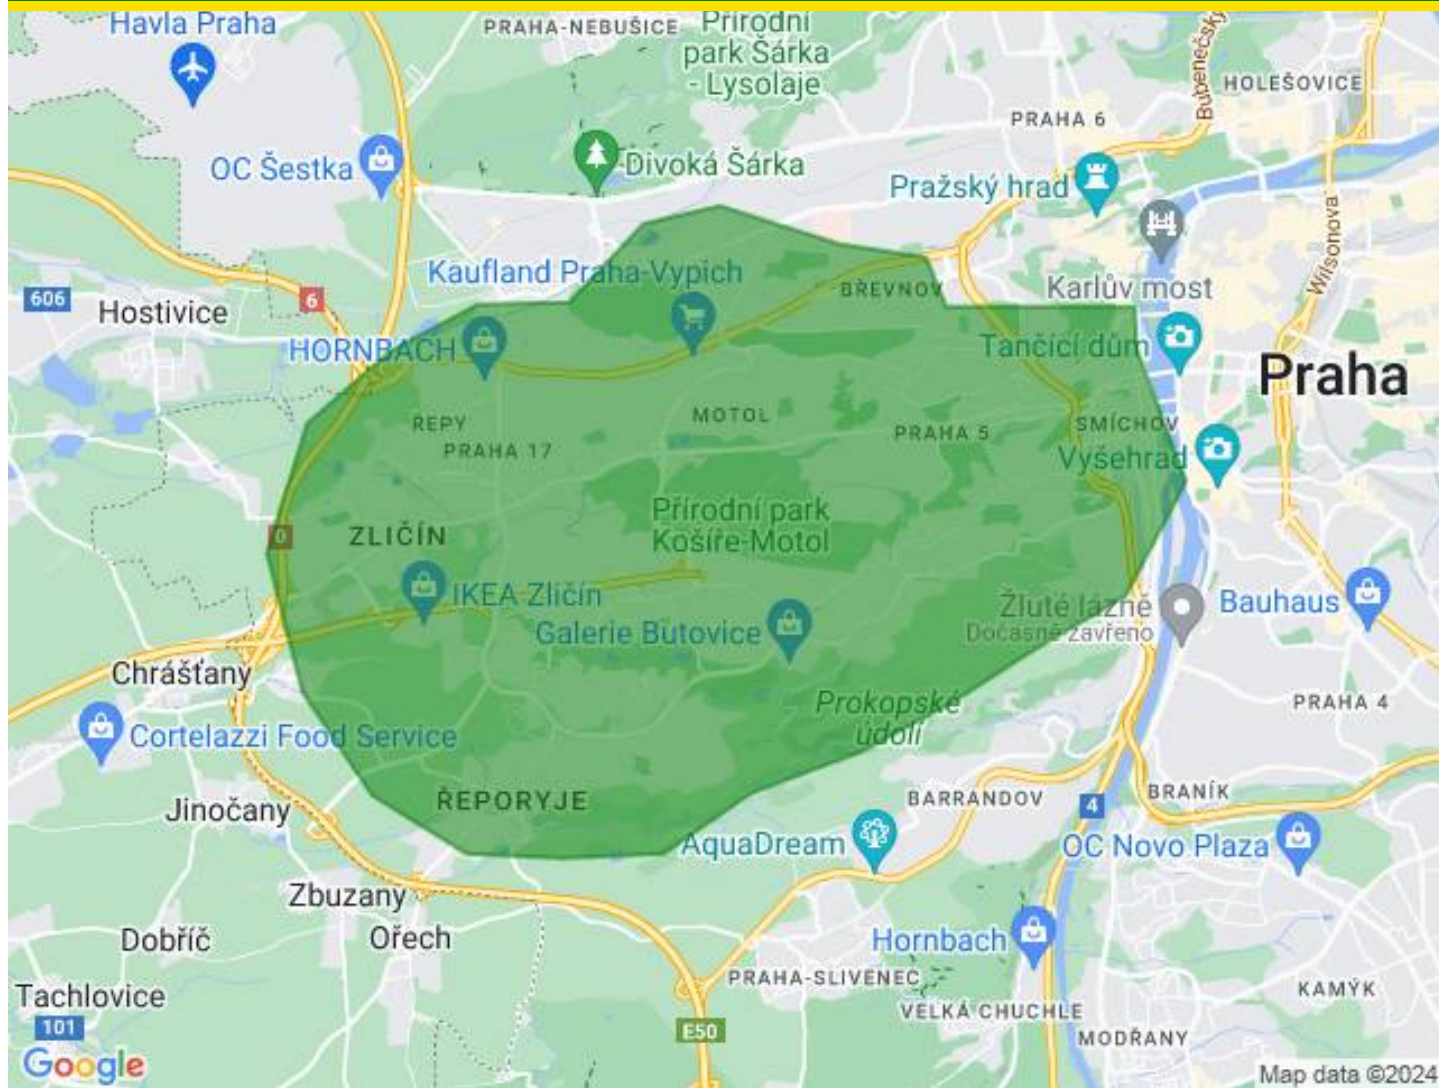 Havla Praha
PRAHA-NEBUŠICE
Přírodní
park Šárka
- Lysolaje
Bubenečský
HOLEŠOVICE
PRAHA 6
OC Šestka
Divoká Šárka
Pražský hrad
Wilsonova
Kaufland Praha-Vypich
606
6
Hostivice
BŘEVNOV
Karlův most
HORNBACH
Tančící dům
Praha
ŘEPY
MOTOL
SMÍCHOV
PRAHA 17
PRAHA 5
Vyšehrad
Přírodní park
Košíře-Motol
0
ZLIČÍN
IKEA Zličín
Žluté lázně
Dočasně zavřeno
Bauhaus
Galerie Butovice
Chrášťany
Prokopské
údolí
PRAHA 4
Cortelazzi Food Service
Jinočany
ŘEPORYJE
BARRANDOV
4
BRANÍK
AquaDream
OC Novo Plaza
Zbuzany
Dobříč
Ořech
Hornbach
PRAHA-SLIVENEC
Tachlovice
KAMÝK
VELKÁ CHUCHLE
101
E50
MODŘANY
Google
Map data ©2024